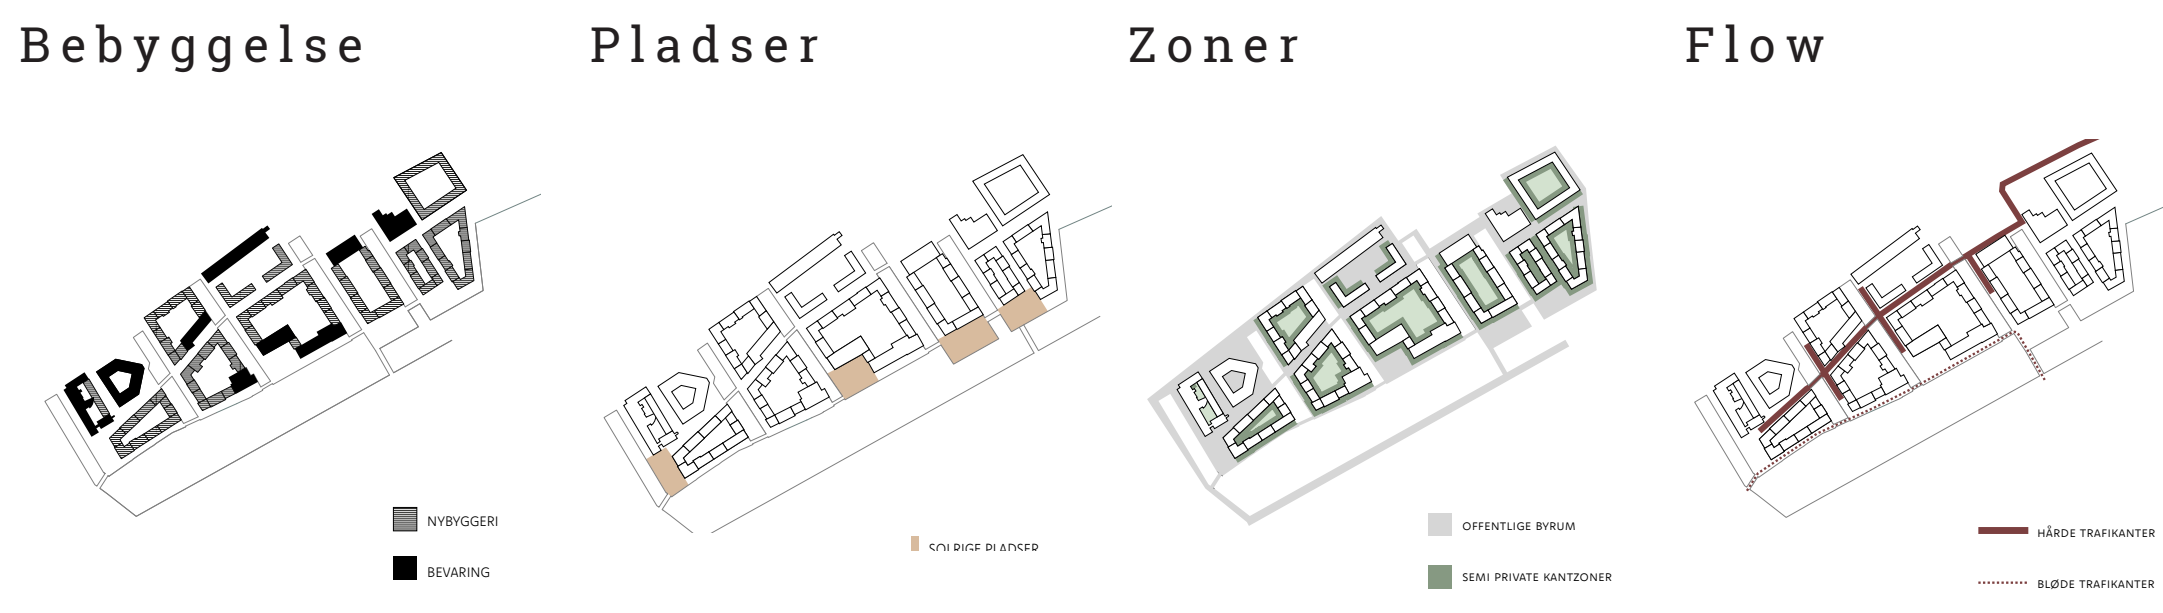 Bebyggelse
Pladser
Zoner
Flow
NYBYGGERI
BEVARING
SOLRIGE PLADSER
OFFENTLIGE BYRUM
SEMI PRIVATE KANTZONER
HÅRDE TRAFIKANTER
BLØDE TRAFIKANTER